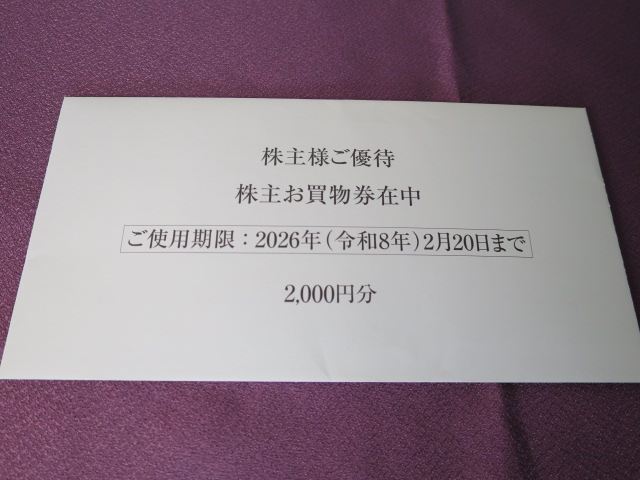 株主様ご優待
株主お買物券在中
ご使用期限：2026年（令和8年）2月20日まで
2,000円分